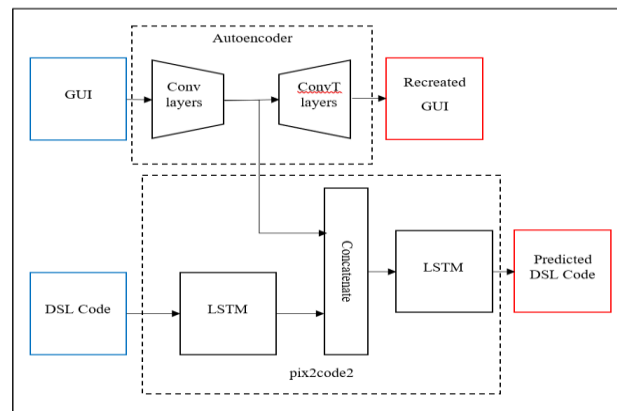 Autoencoder
GUI
Conv
layers
ConvT
layers
Recreated
GUI
DSL Code
LSTM
Concatenate
LSTM
Predicted
DSL Code
pix2code2